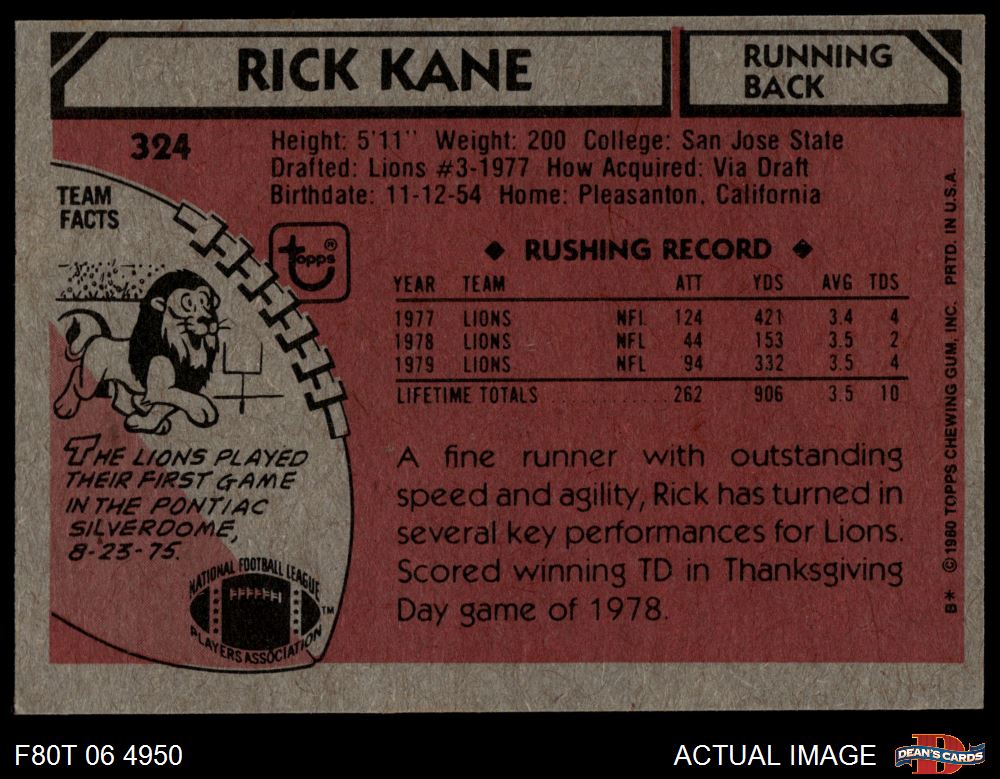 RICK KANE
RUNNING
BACK
324
Height: 5'11" Weight: 200 College: San Jose State
Drafted: Lions #3-1977 How Acquired: Via Draft
Birthdate: 11-12-54 Home: Pleasanton, California
TEAM
FACTS
topps ®
◆ RUSHING RECORD ◆
YEAR TEAM ATT YDS AVG TDS
1977 LIONS NFL 124 421 3.4 4
1978 LIONS NFL 44 153 3.5 2
1979 LIONS NFL 94 332 3.5 4
LIFETIME TOTALS 262 906 3.5 10
THE LIONS PLAYED
THEIR FIRST GAME
IN THE PONTIAC
SILVERDOME,
8-23-75.
NATIONAL FOOTBALL LEAGUE
PLAYERS ASSOCIATION
TM
A fine runner with outstanding
speed and agility, Rick has turned in
several key performances for Lions.
Scored winning TD in Thanksgiving
Day game of 1978.
B* © 1980 TOPPS CHEWING GUM, INC. PRTD. IN U.S.A.
F80T 06 4950
ACTUAL IMAGE
DEAN'S CARDS